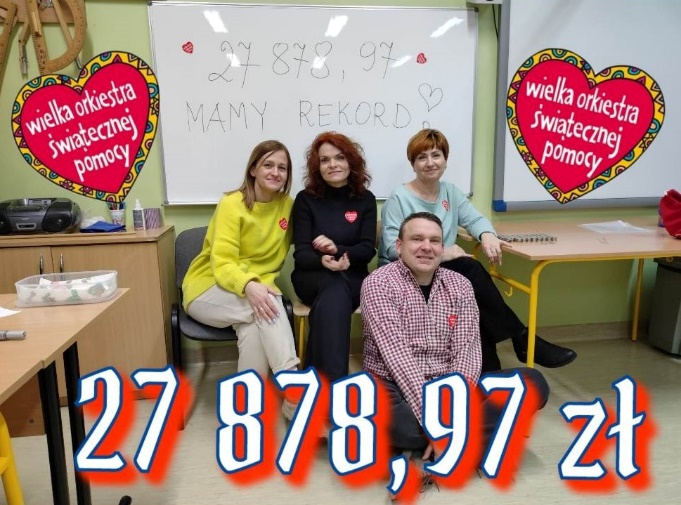 27 878,97
MAMY REKORD!
wielka orkiestra
świątecznej
pomocy
wielka orkiestra
świątecznej
pomocy
27 878,97 zł